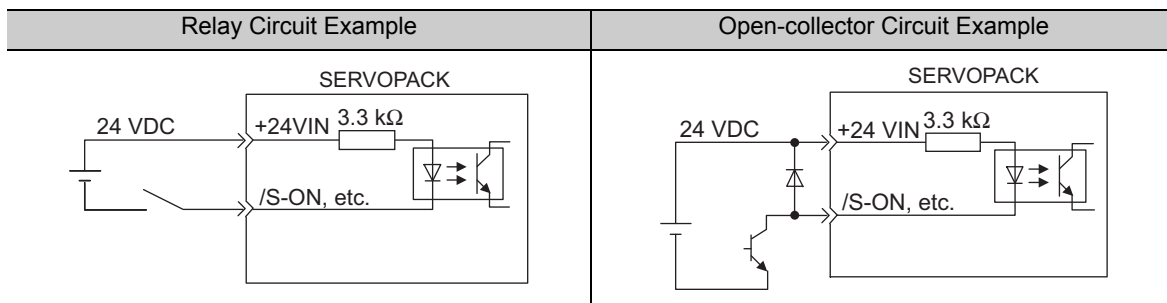 Relay Circuit Example
Open-collector Circuit Example
SERVOPACK
24 VDC
+24VIN
3.3 kΩ
/S-ON, etc.
SERVOPACK
24 VDC
+24 VIN
3.3 kΩ
/S-ON, etc.